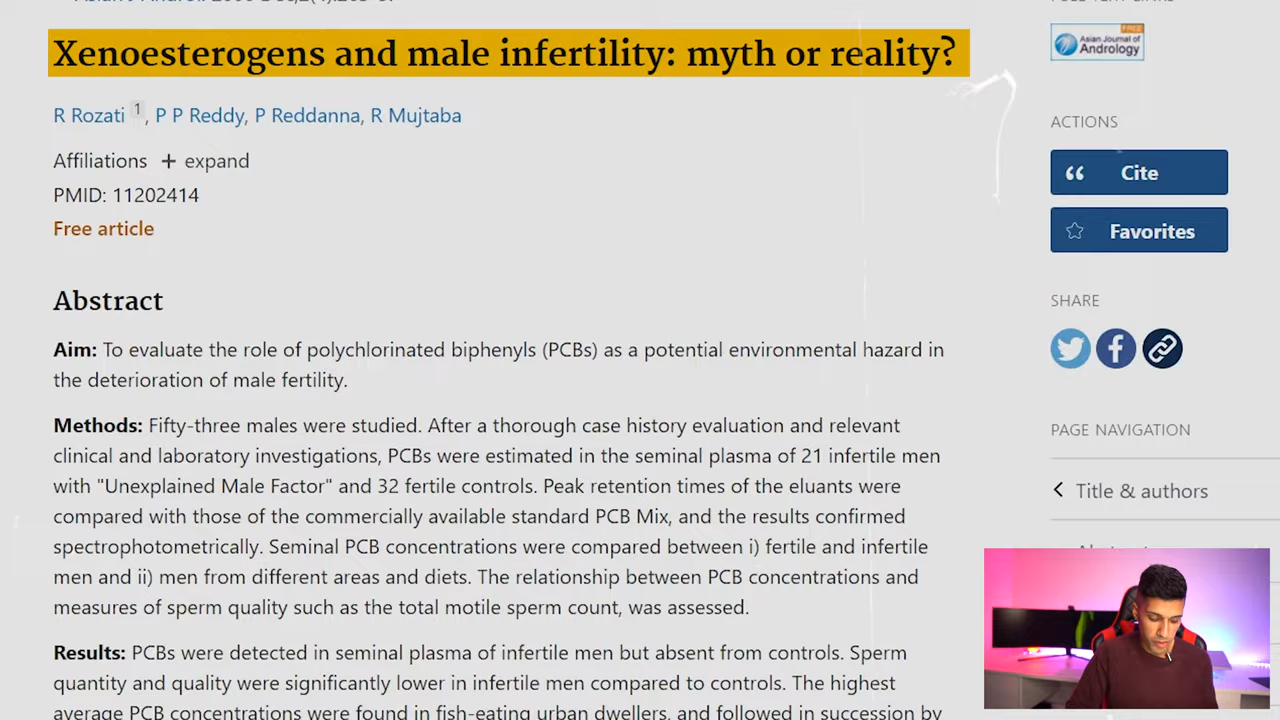 Xenoesterogens and male infertility: myth or reality?
R Rozati 1, P P Reddy, P Reddanna, R Mujtaba
Affiliations + expand
PMID: 11202414
Free article
Abstract
Aim: To evaluate the role of polychlorinated biphenyls (PCBs) as a potential environmental hazard in
the deterioration of male fertility.
Methods: Fifty-three males were studied. After a thorough case history evaluation and relevant
clinical and laboratory investigations, PCBs were estimated in the seminal plasma of 21 infertile men
with "Unexplained Male Factor" and 32 fertile controls. Peak retention times of the eluants were
compared with those of the commercially available standard PCB Mix, and the results confirmed
spectrophotometrically. Seminal PCB concentrations were compared between i) fertile and infertile
men and ii) men from different areas and diets. The relationship between PCB concentrations and
measures of sperm quality such as the total motile sperm count, was assessed.
Results: PCBs were detected in seminal plasma of infertile men but absent from controls. Sperm
quantity and quality were significantly lower in infertile men compared to controls. The highest
average PCB concentrations were found in fish-eating urban dwellers, and followed in succession by
FREE
Asian Journal of
Andrology
ACTIONS
Cite
Favorites
SHARE
PAGE NAVIGATION
Title & authors